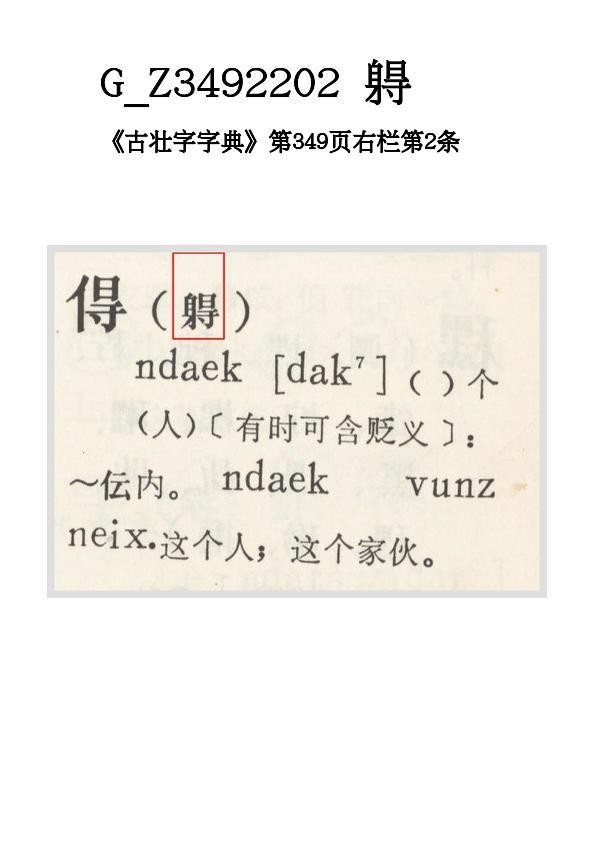 G_Z3492202
《古壮字字典》第349页右栏第2条
( )
ndaek [dak⁷] ( ) 个
(人)〔有时可含贬义〕:
～伝内。ndaek vunz
neix.这个人；这个家伙。